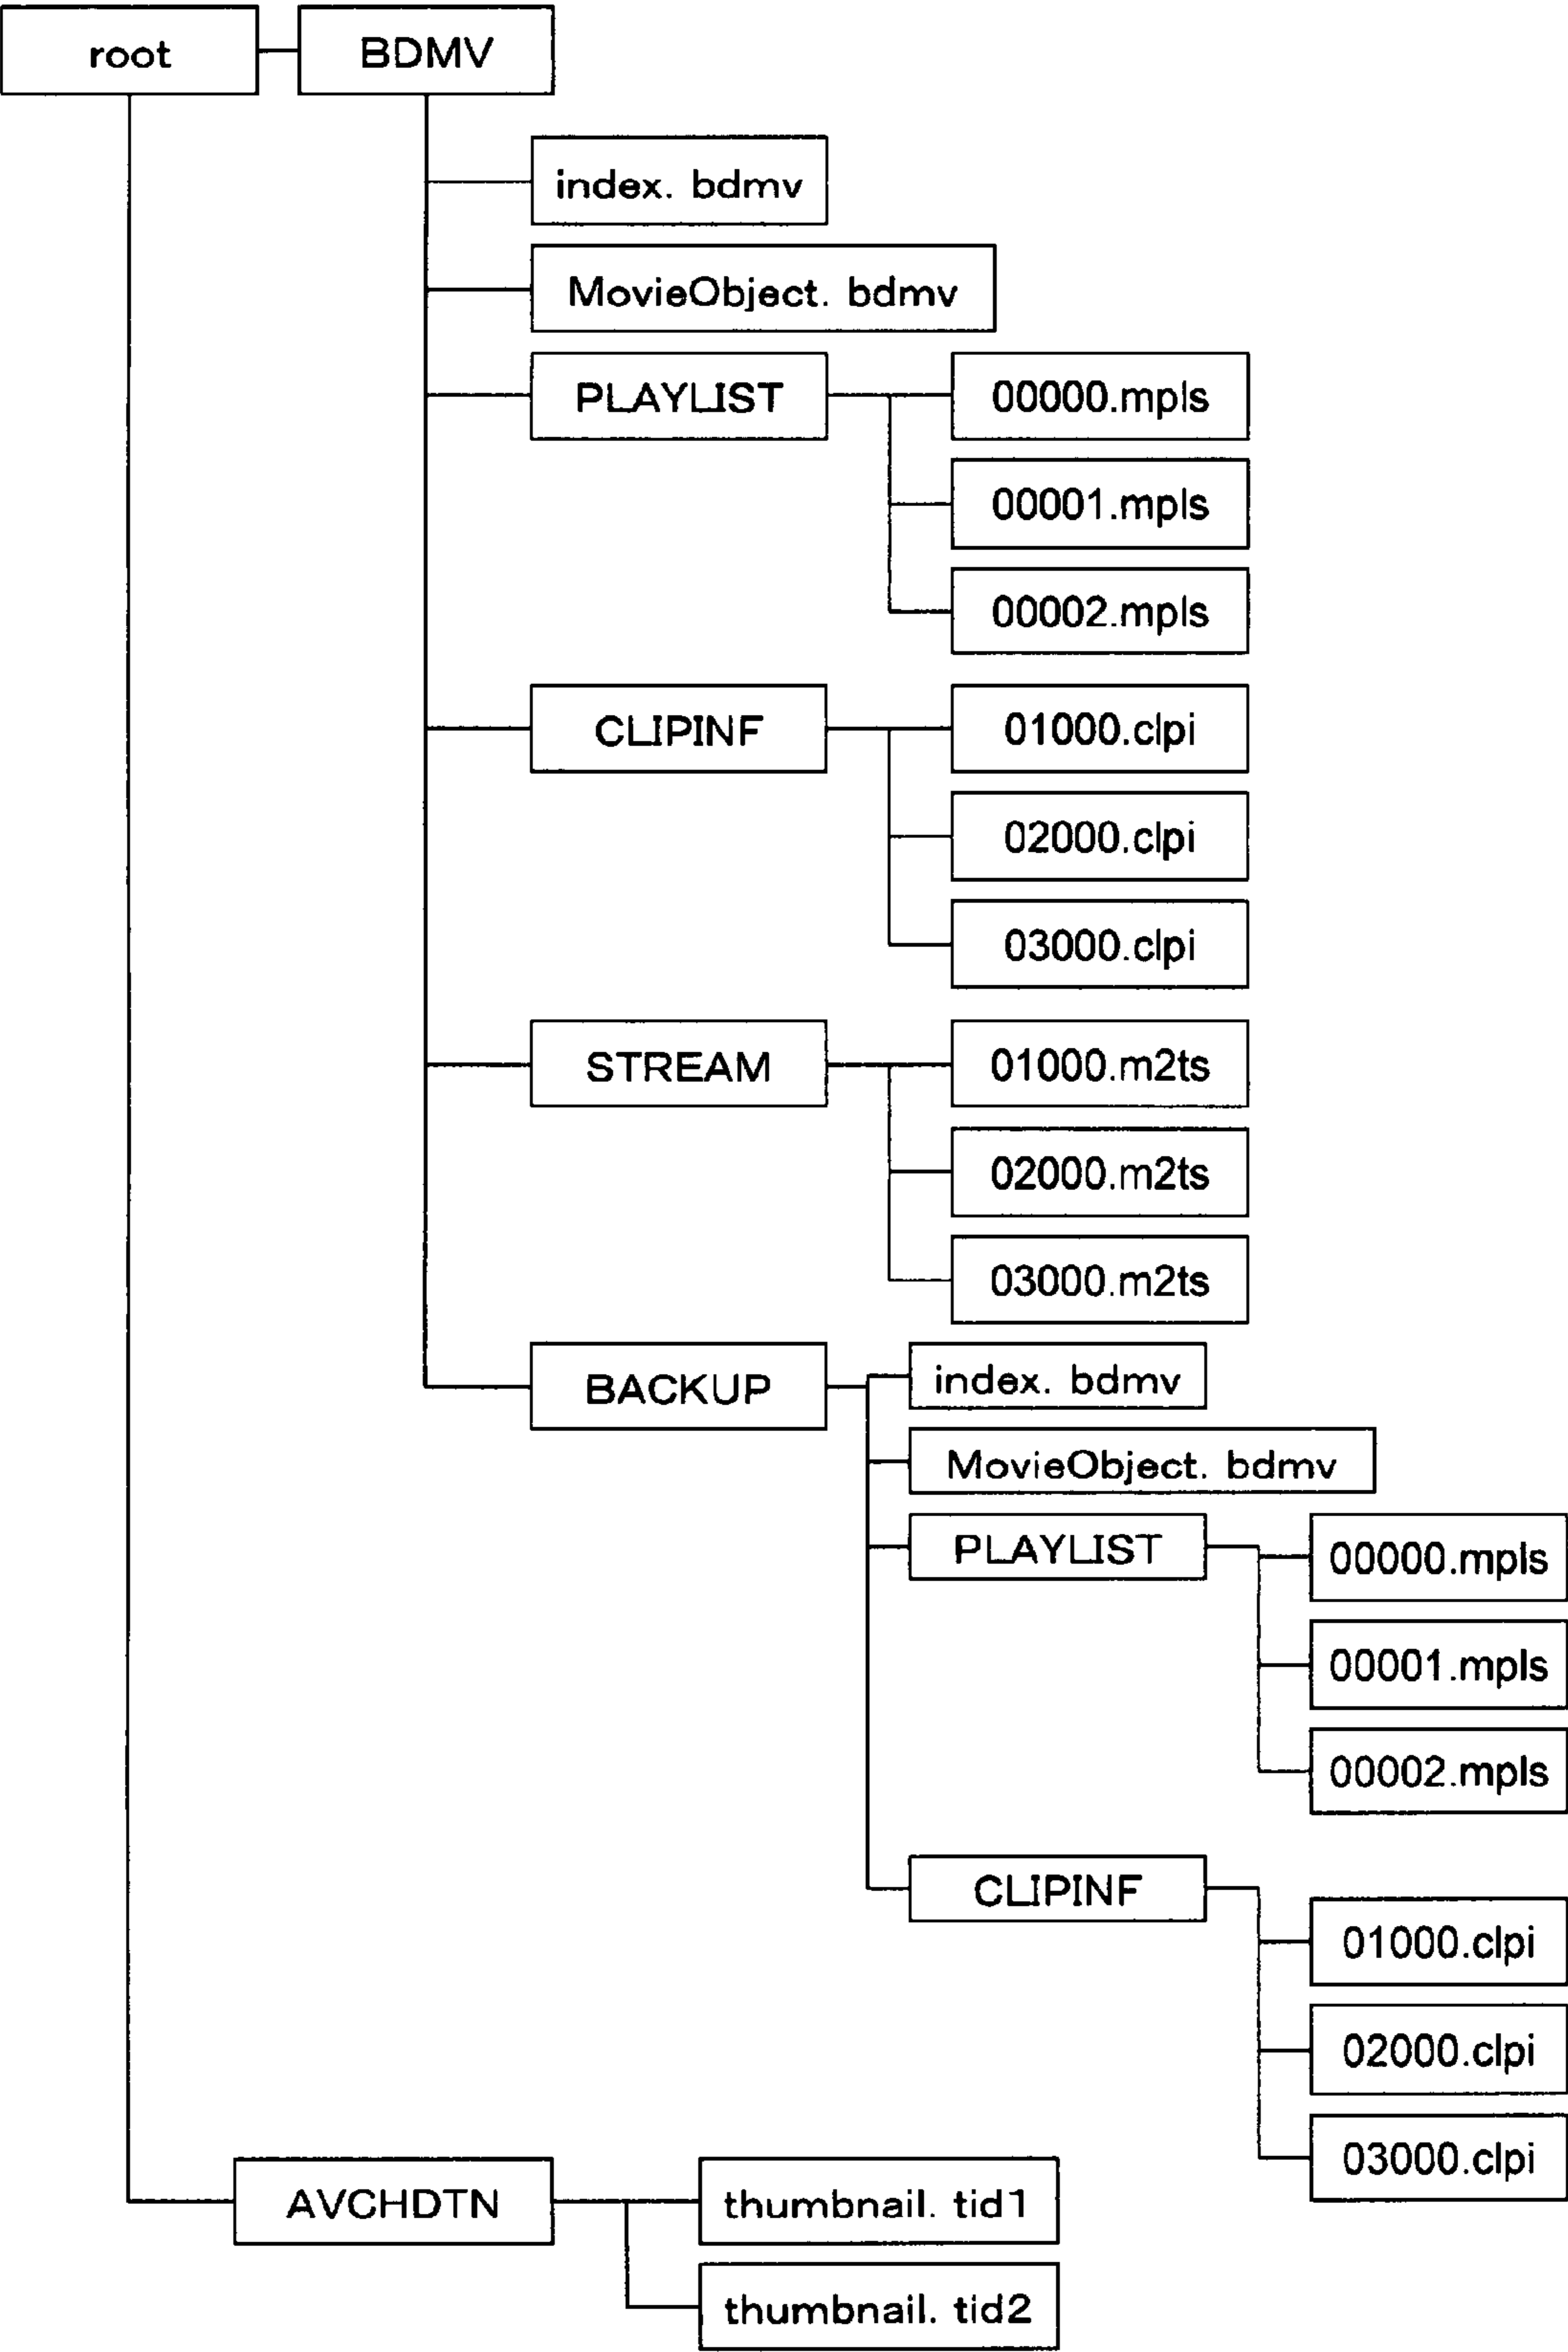 root
BDMV
index. bdmv
MovieObject. bdmv
PLAYLIST
00000.mpls
00001.mpls
00002.mpls
CLIPINF
01000.clpi
02000.clpi
03000.clpi
STREAM
01000.m2ts
02000.m2ts
03000.m2ts
BACKUP
index. bdmv
MovieObject. bdmv
PLAYLIST
00000.mpls
00001.mpls
00002.mpls
CLIPINF
01000.clpi
02000.clpi
03000.clpi
AVCHDTN
thumbnail. tid1
thumbnail. tid2